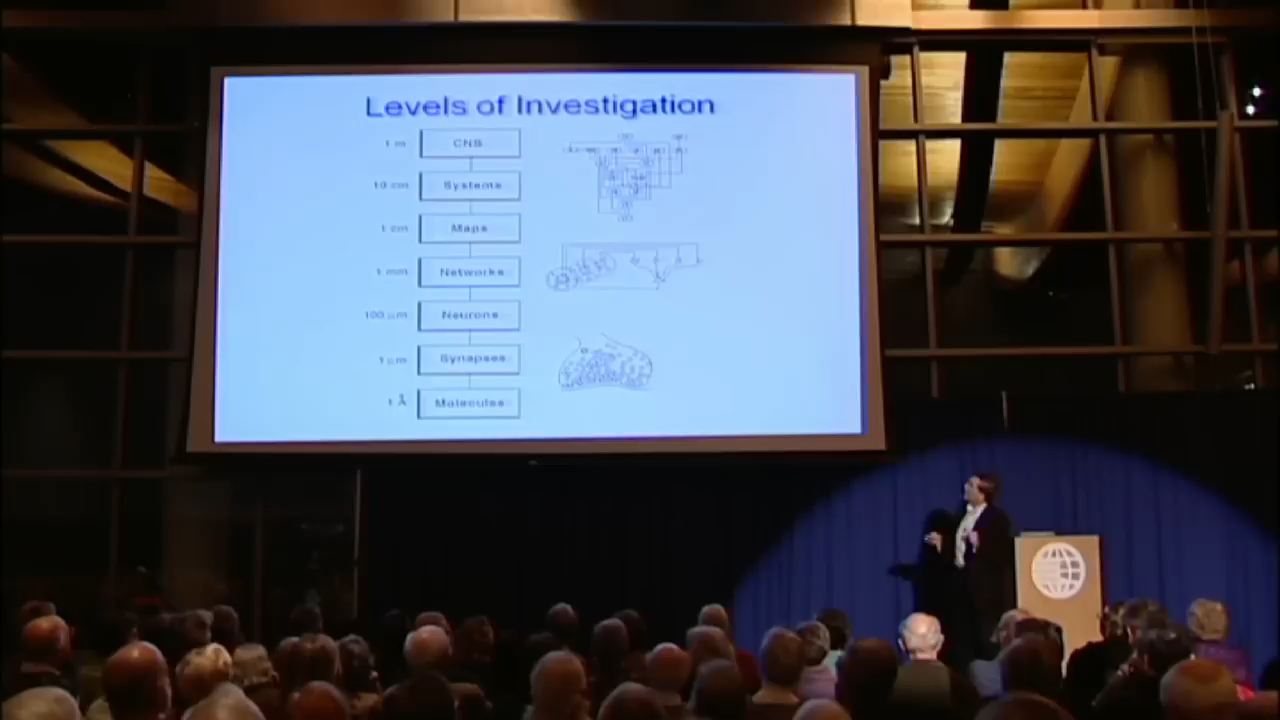 Levels of Investigation
1 m CNS
10 cm Systems
1 cm Maps
1 mm Networks
100 μm Neurons
1 μm Synapses
1 Å Molecules